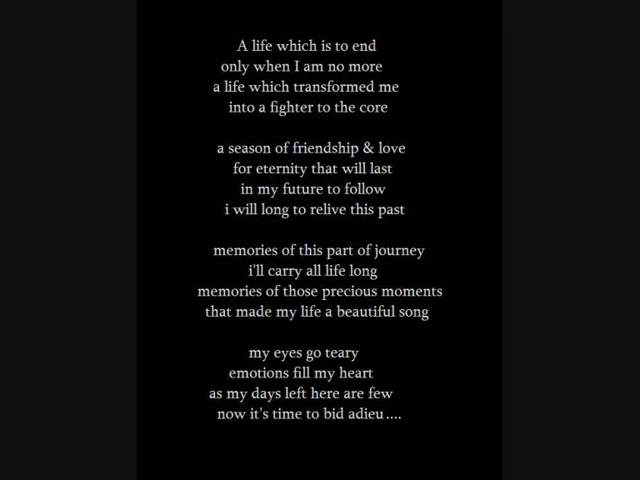 A life which is to end
only when I am no more
a life which transformed me
into a fighter to the core
a season of friendship & love
for eternity that will last
in my future to follow
i will long to relive this past
memories of this part of journey
i'll carry all life long
memories of those precious moments
that made my life a beautiful song
my eyes go teary
emotions fill my heart
as my days left here are few
now it's time to bid adieu....